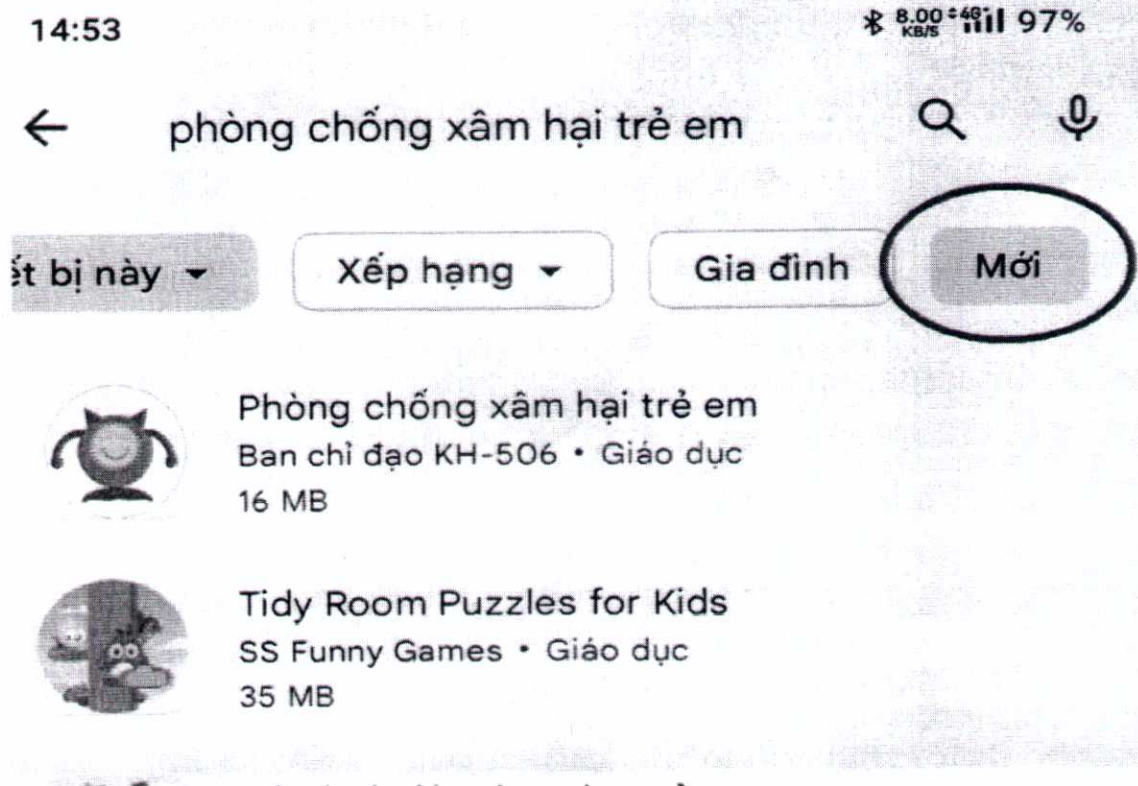 14:53
8.00 KB/S 4G 97%
phòng chống xâm hại trẻ em
ết bị này Xếp hạng Gia đình Mới
Phòng chống xâm hại trẻ em
Ban chỉ đạo KH-506 • Giáo dục
16 MB
Tidy Room Puzzles for Kids
SS Funny Games • Giáo dục
35 MB